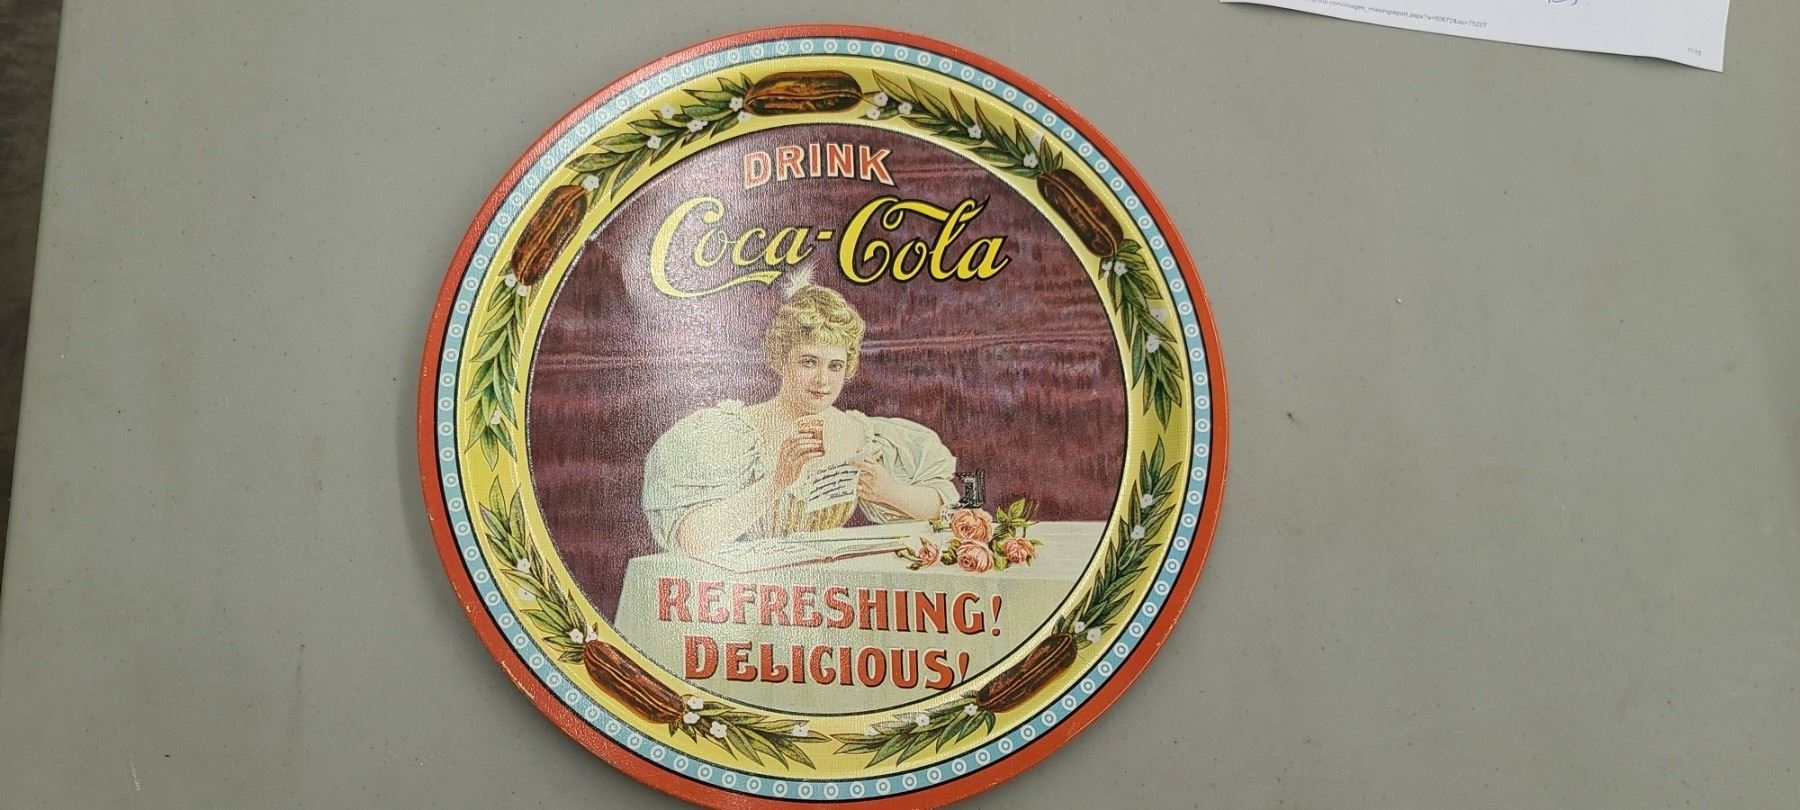 DRINK
Coca-Cola
REFRESHING!
DELICIOUS!